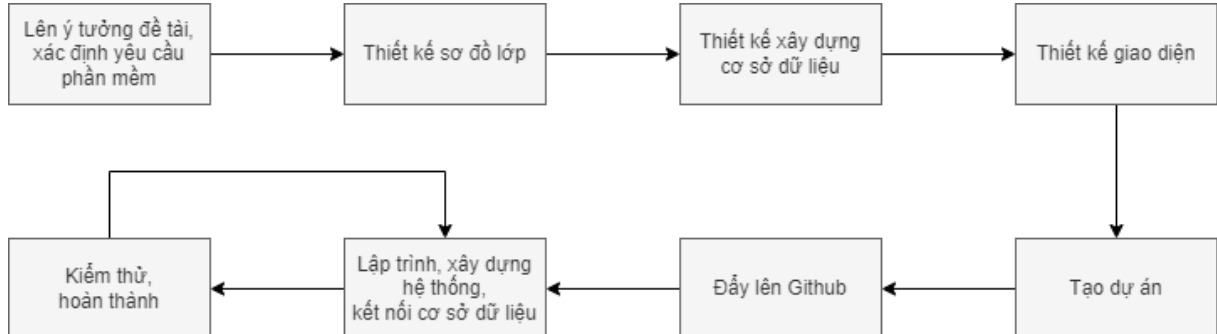 Lên ý tưởng đề tài,
xác định yêu cầu
phần mềm
Thiết kế sơ đồ lớp
Thiết kế xây dựng
cơ sở dữ liệu
Thiết kế giao diện
Kiểm thử,
hoàn thành
Lập trình, xây dựng
hệ thống,
kết nối cơ sở dữ liệu
Đẩy lên Github
Tạo dự án